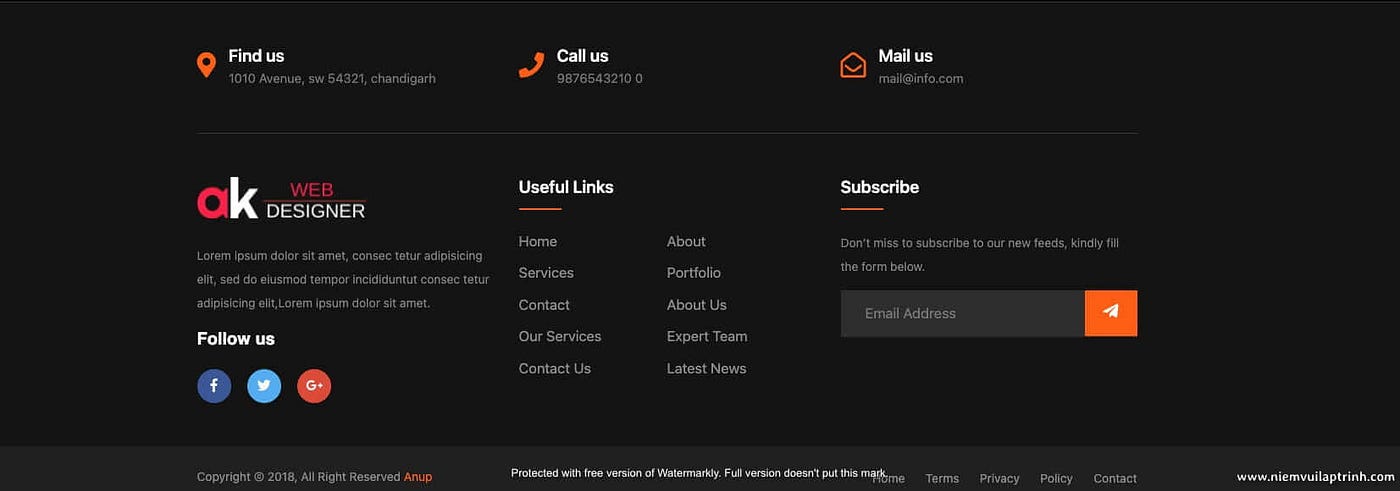 Find us
1010 Avenue, sw 54321, chandigarh
Call us
9876543210 0
Mail us
mail@info.com
ak WEB
DESIGNER
Lorem ipsum dolor sit amet, consec tetur adipisicing
elit, sed do eiusmod tempor incididuntut consec tetur
adipisicing elit,Lorem ipsum dolor sit amet.
Follow us
f
G+
Useful Links
Home
About
Services
Portfolio
Contact
About Us
Our Services
Expert Team
Contact Us
Latest News
Subscribe
Don't miss to subscribe to our new feeds, kindly fill
the form below.
Email Address
Copyright © 2018, All Right Reserved Anup
Protected with free version of Watermarkly. Full version doesn't put this mark.
Home Terms Privacy Policy Contact
www.niemvuilaptrinh.com